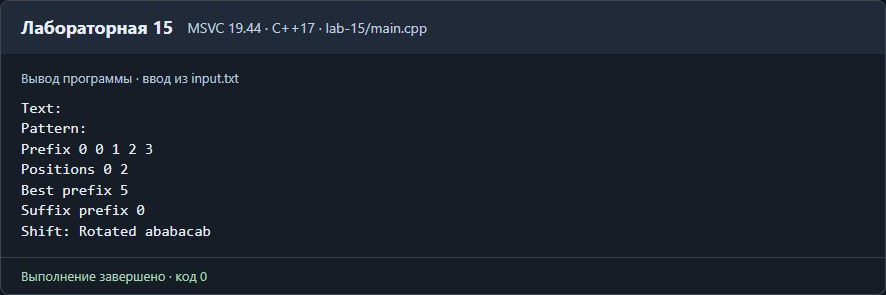 Лабораторная 15 MSVC 19.44 · C++17 · lab-15/main.cpp
Вывод программы · ввод из input.txt
Text:
Pattern:
Prefix 0 0 1 2 3
Positions 0 2
Best prefix 5
Suffix prefix 0
Shift: Rotated ababacab
Выполнение завершено · код 0